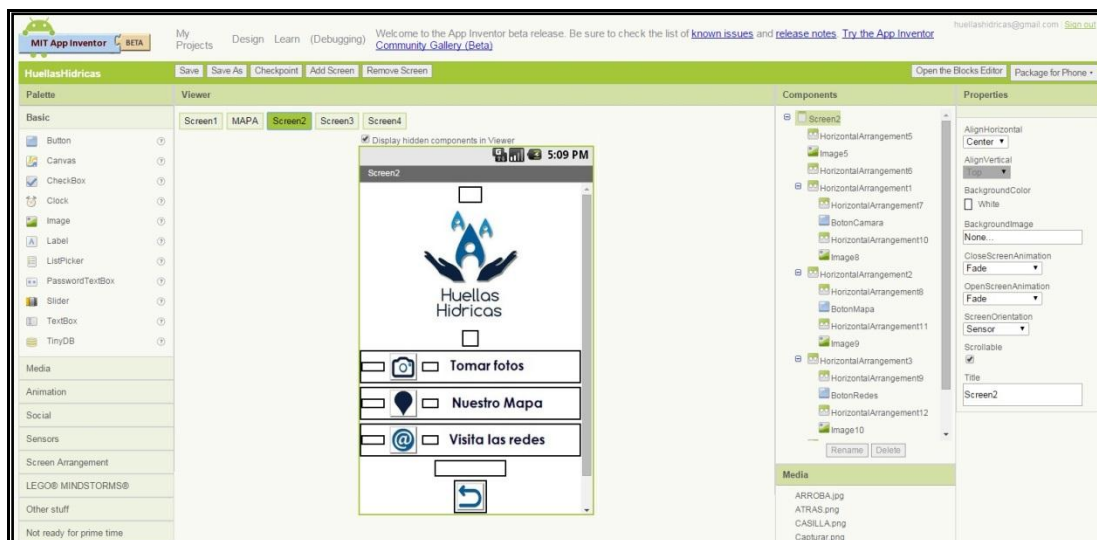 huellashidricas@gmail.com | Sign out
MIT App Inventor BETA
My Projects Design Learn (Debugging)
Welcome to the App Inventor beta release. Be sure to check the list of known issues and release notes. Try the App Inventor
Community Gallery (Beta)
HuellasHidricas
Save Save As Checkpoint Add Screen Remove Screen
Open the Blocks Editor Package for Phone
Palette
Basic
Button
Canvas
CheckBox
Clock
Image
Label
ListPicker
PasswordTextBox
Slider
TextBox
TinyDB
Media
Animation
Social
Sensors
Screen Arrangement
LEGO® MINDSTORMS®
Other stuff
Not ready for prime time
Viewer
Screen1 MAPA Screen2 Screen3 Screen4
Display hidden components in Viewer
5:09 PM
Screen2
Huellas
Hidricas
Tomar fotos
Nuestro Mapa
Visita las redes
Components
Screen2
HorizontalArrangement5
Image5
HorizontalArrangement6
HorizontalArrangement1
HorizontalArrangement7
BotonCamara
HorizontalArrangement10
Image8
HorizontalArrangement2
HorizontalArrangement8
BotonMapa
HorizontalArrangement11
Image9
HorizontalArrangement3
HorizontalArrangement9
BotonRedes
HorizontalArrangement12
Image10
Rename Delete
Media
ARROBA.jpg
ATRAS.png
CASILLA.png
Capturar.png
Properties
AlignHorizontal
Center
AlignVertical
Top
BackgroundColor
White
BackgroundImage
None...
CloseScreenAnimation
Fade
OpenScreenAnimation
Fade
ScreenOrientation
Sensor
Scrollable
Title
Screen2